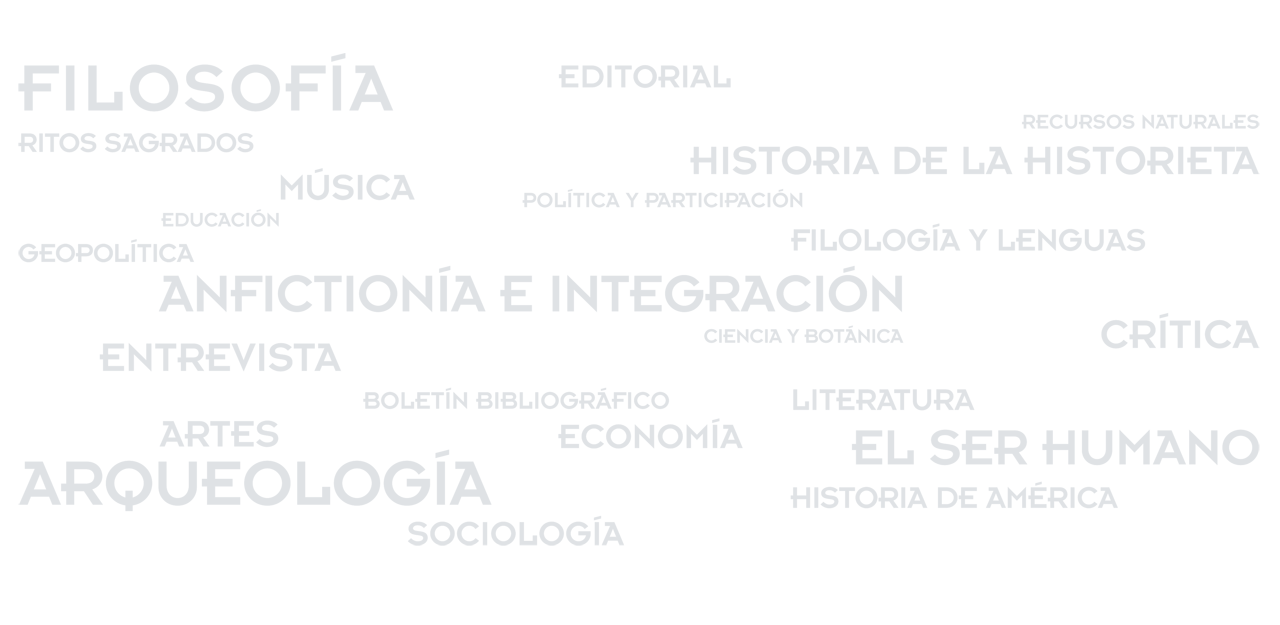 FILOSOFÍA
EDITORIAL
RECURSOS NATURALES
RITOS SAGRADOS
HISTORIA DE LA HISTORIETA
MÚSICA
POLÍTICA Y PARTICIPACIÓN
EDUCACIÓN
FILOLOGÍA Y LENGUAS
GEOPOLÍTICA
ANFICTIONÍA E INTEGRACIÓN
CIENCIA Y BOTÁNICA
CRÍTICA
ENTREVISTA
BOLETÍN BIBLIOGRÁFICO
LITERATURA
ARTES
ECONOMÍA
EL SER HUMANO
ARQUEOLOGÍA
HISTORIA DE AMÉRICA
SOCIOLOGÍA